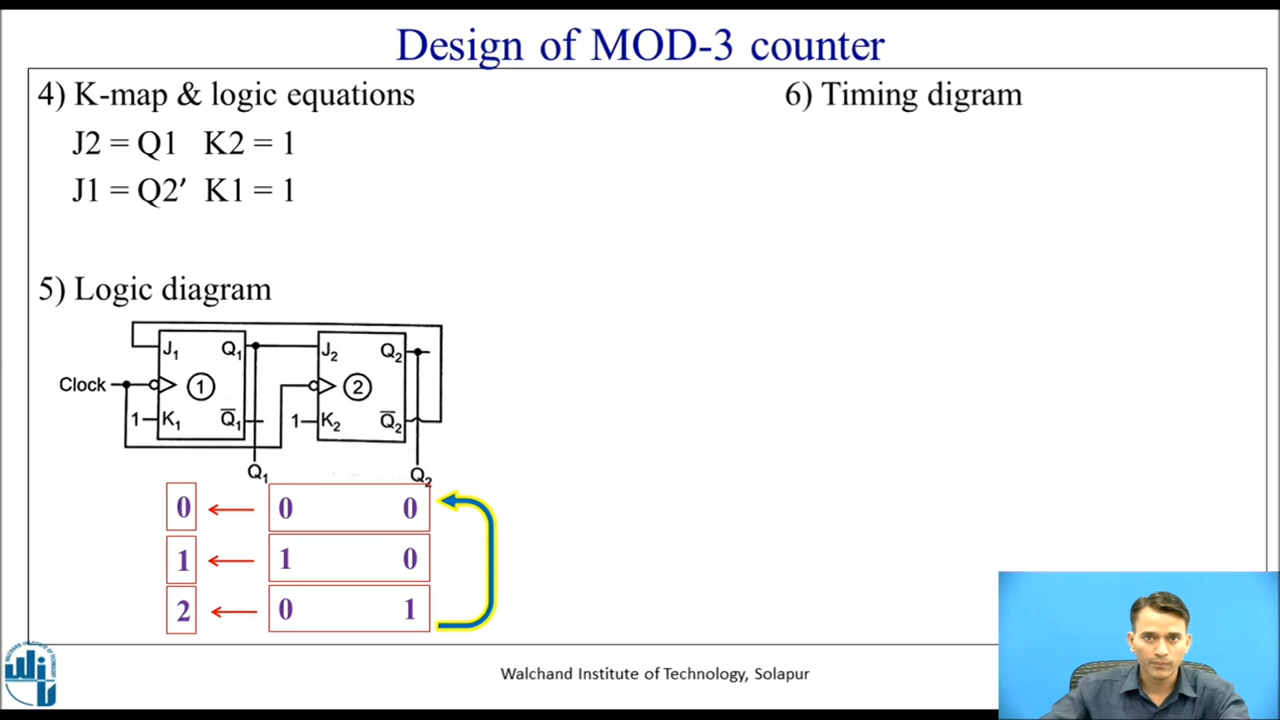 Design of MOD-3 counter
4) K-map & logic equations
J2 = Q1 K2 = 1
J1 = Q2′ K1 = 1
5) Logic diagram
J₁ Q₁ J₂ Q₂
Clock 1 2
1 K₁ Q̅₁ 1 K₂ Q̅₂
Q₁ Q₂
0 0 0
1 1 0
2 0 1
6) Timing digram
Walchand Institute of Technology, Solapur